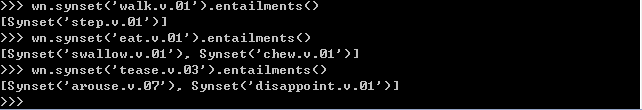 >>> wn.synset('walk.v.01').entailments()
[Synset('step.v.01')]
>>> wn.synset('eat.v.01').entailments()
[Synset('swallow.v.01'), Synset('chew.v.01')]
>>> wn.synset('tease.v.03').entailments()
[Synset('arouse.v.07'), Synset('disappoint.v.01')]
>>>